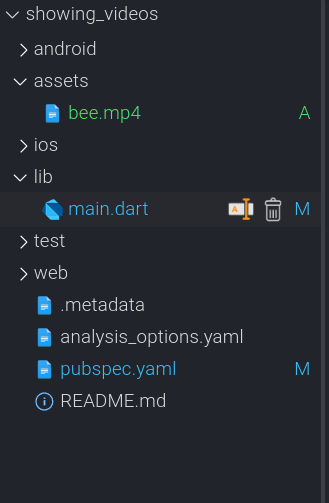 showing_videos
android
assets
bee.mp4 A
ios
lib
main.dart M
test
web
.metadata
analysis_options.yaml
pubspec.yaml M
README.md